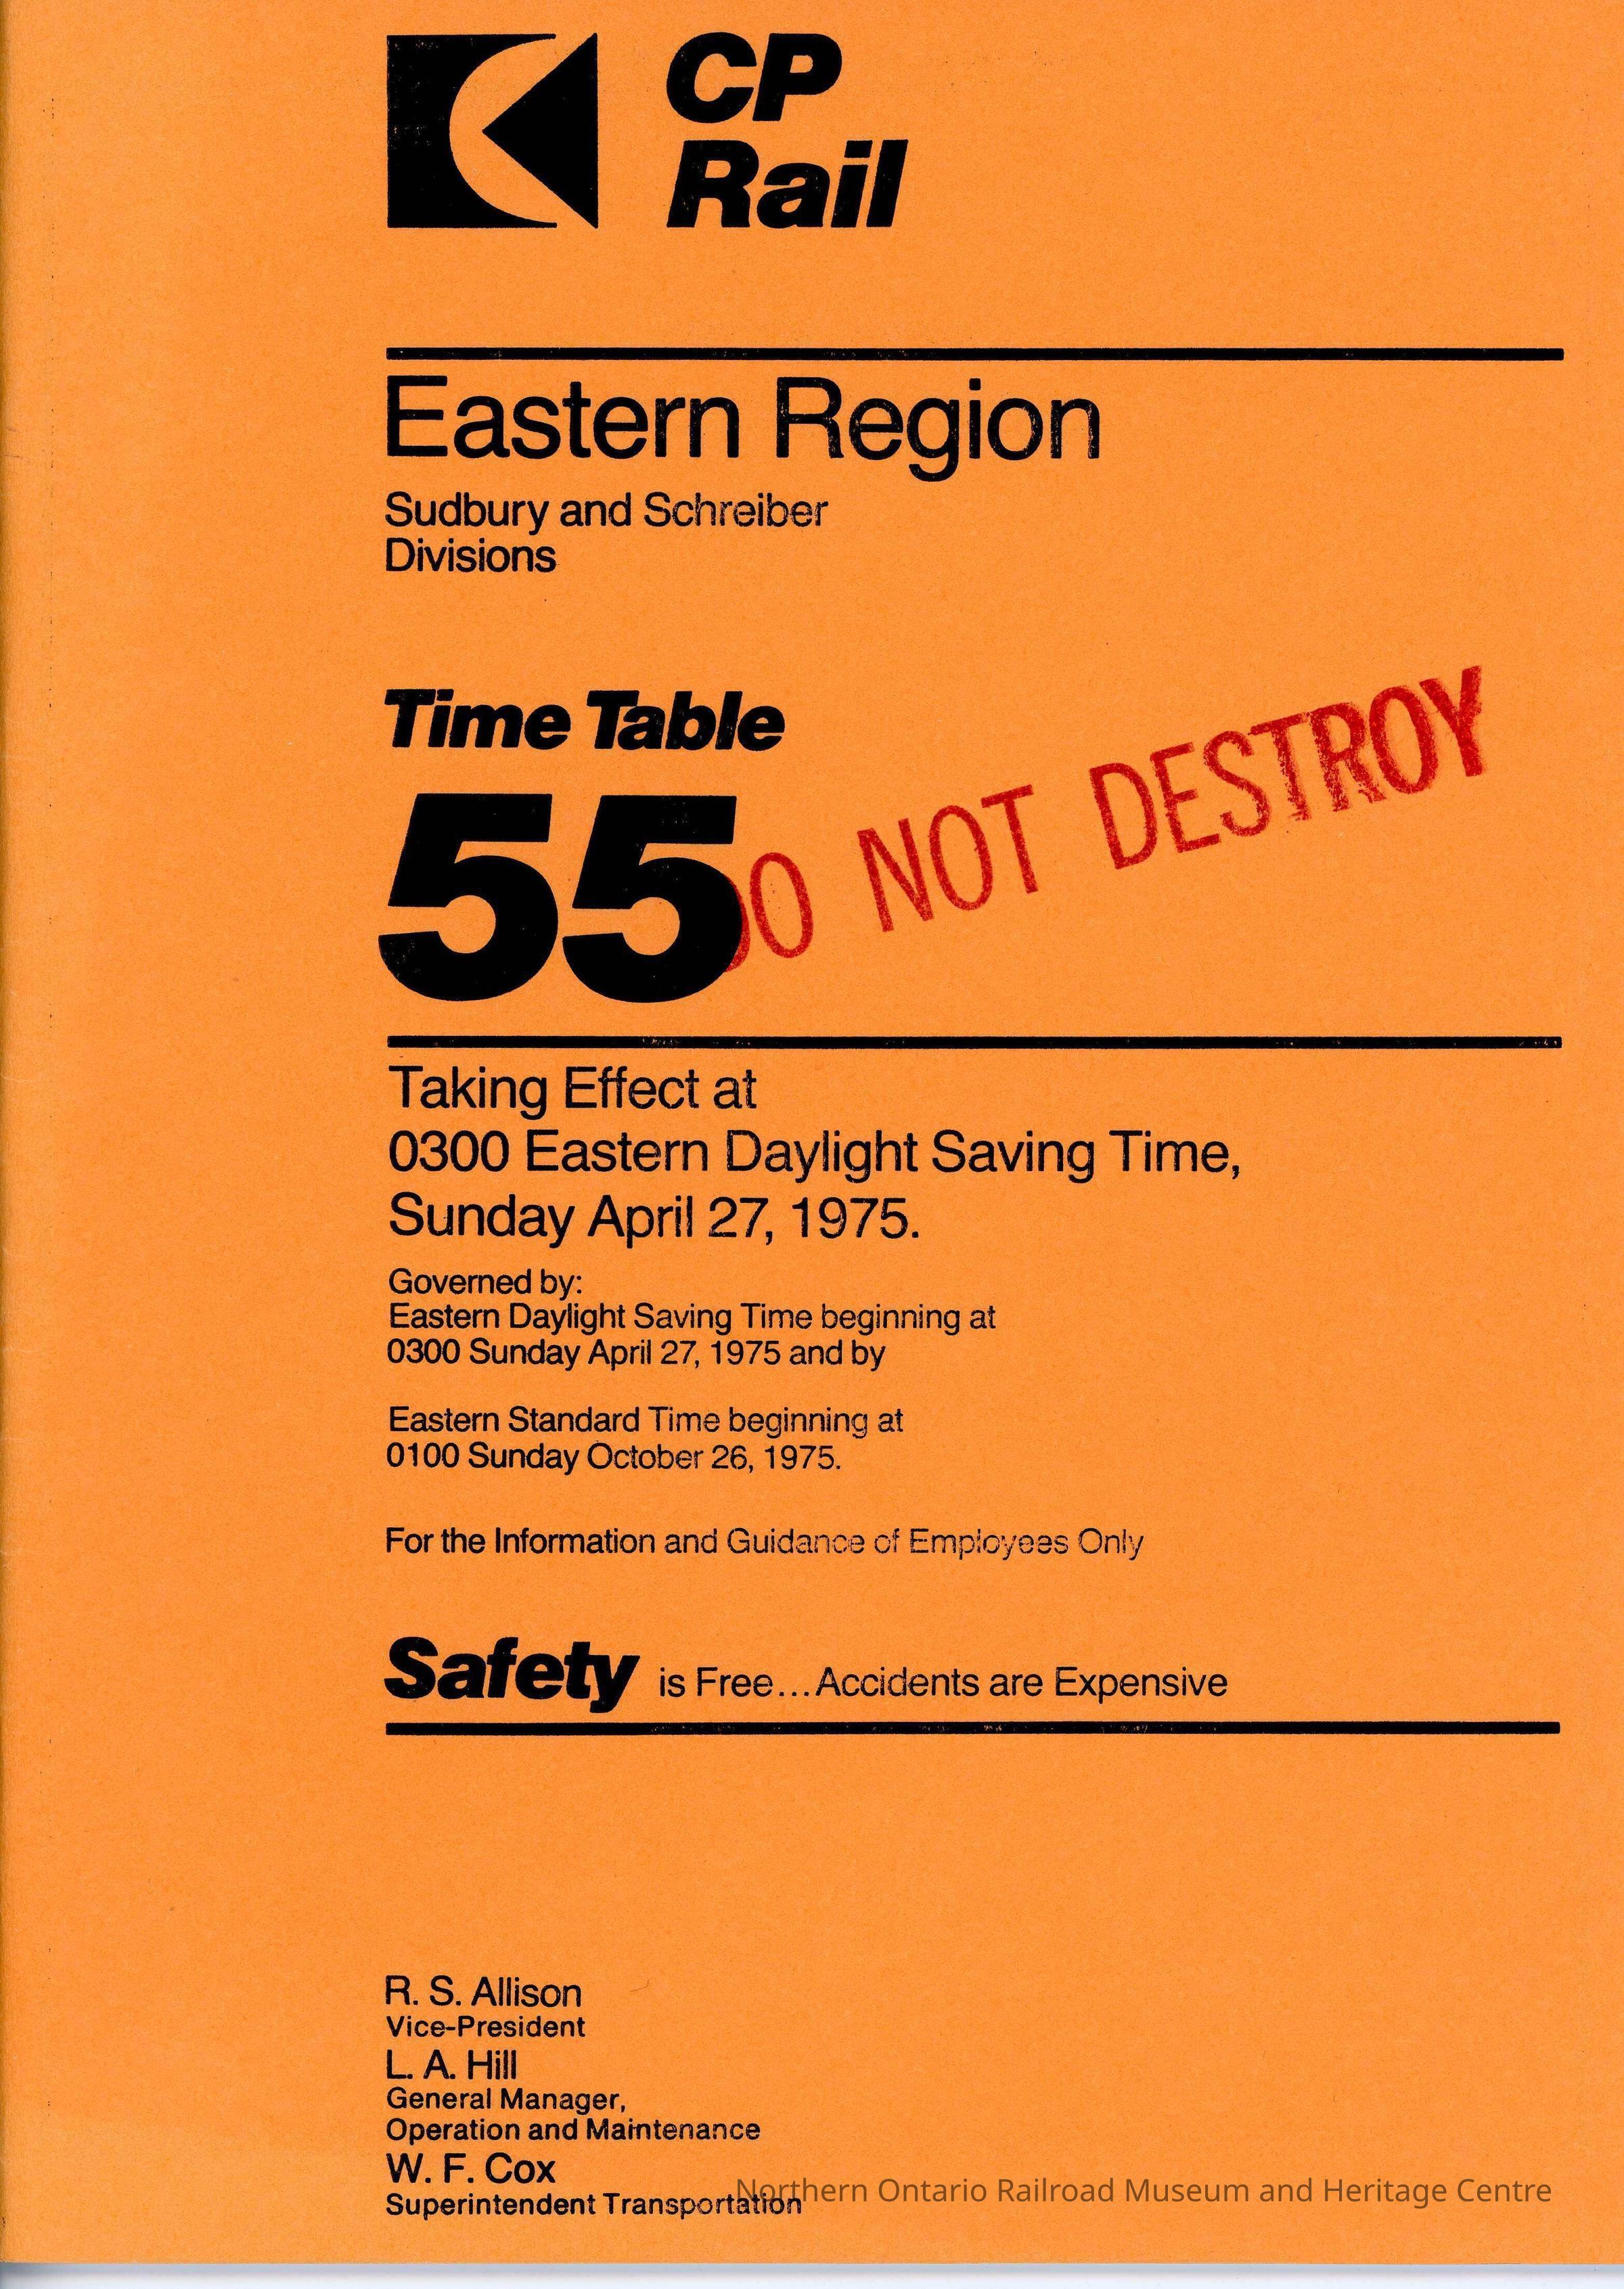 CP
Rail
Eastern Region
Sudbury and Schreiber
Divisions
Time Table
55
DO NOT DESTROY
Taking Effect at
0300 Eastern Daylight Saving Time,
Sunday April 27, 1975.
Governed by:
Eastern Daylight Saving Time beginning at
0300 Sunday April 27, 1975 and by
Eastern Standard Time beginning at
0100 Sunday October 26, 1975.
For the Information and Guidance of Employees Only
Safety is Free...Accidents are Expensive
R. S. Allison
Vice-President
L. A. Hill
General Manager,
Operation and Maintenance
W. F. Cox
Superintendent Transportation
Northern Ontario Railroad Museum and Heritage Centre